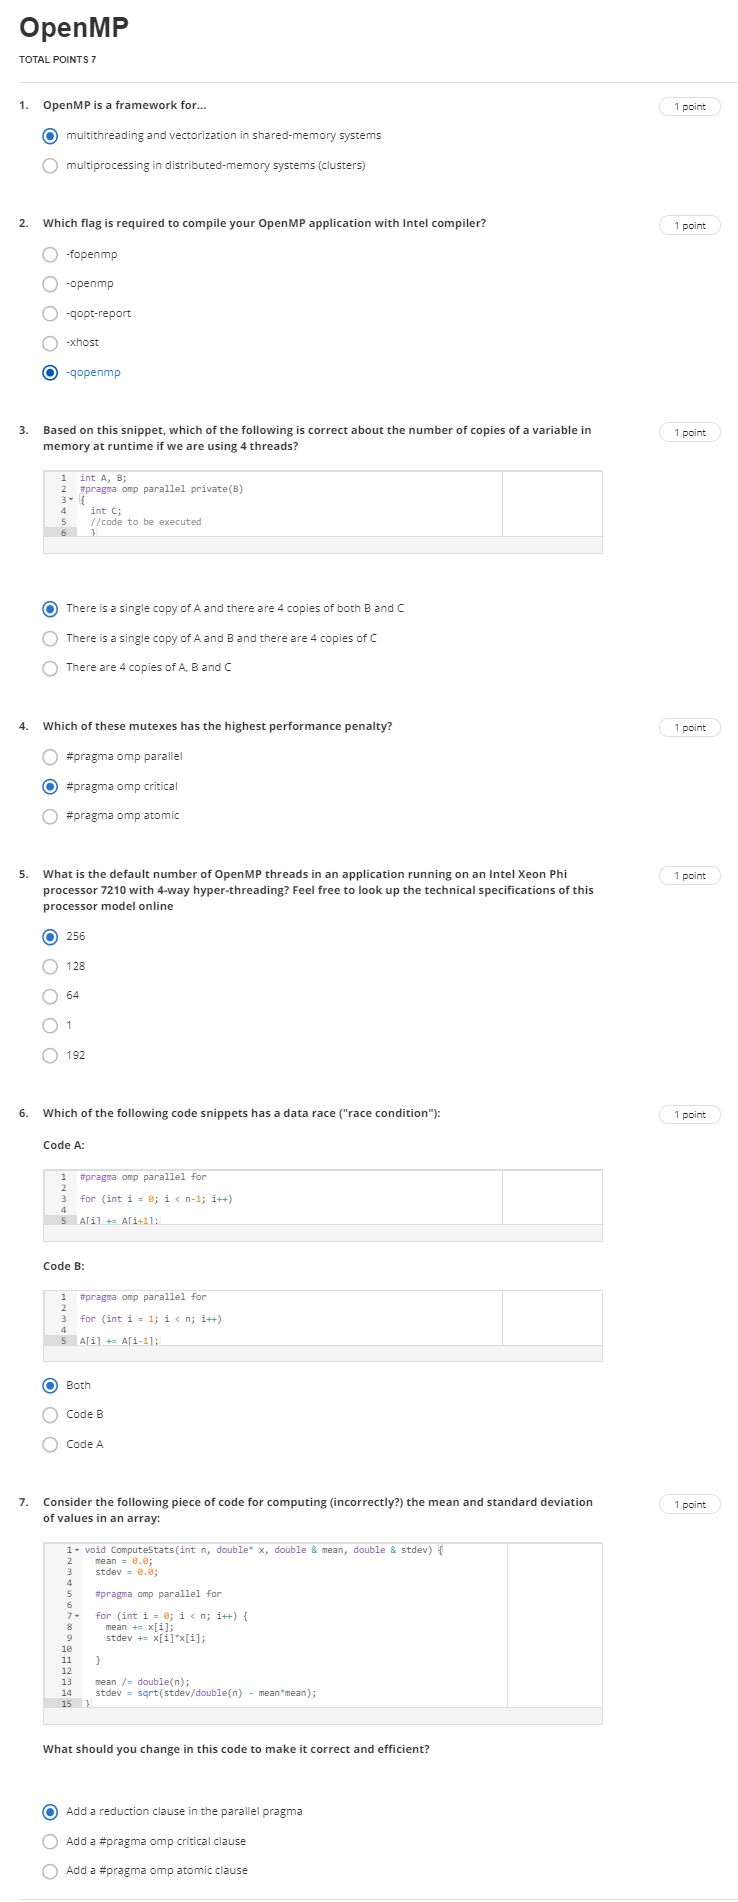 OpenMP
TOTAL POINTS 7
1. OpenMP is a framework for...
1 point
multithreading and vectorization in shared-memory systems
multiprocessing in distributed-memory systems (clusters)
2. Which flag is required to compile your OpenMP application with Intel compiler?
1 point
-fopenmp
-openmp
-qopt-report
-xhost
-qopenmp
3. Based on this snippet, which of the following is correct about the number of copies of a variable in
memory at runtime if we are using 4 threads?
1 point
1 int A, B;
2 #pragma omp parallel private(B)
3 {
4 int C;
5 //code to be executed
6 }
There is a single copy of A and there are 4 copies of both B and C
There is a single copy of A and B and there are 4 copies of C
There are 4 copies of A, B and C
4. Which of these mutexes has the highest performance penalty?
1 point
#pragma omp parallel
#pragma omp critical
#pragma omp atomic
5. What is the default number of OpenMP threads in an application running on an Intel Xeon Phi
processor 7210 with 4-way hyper-threading? Feel free to look up the technical specifications of this
processor model online
1 point
256
128
64
1
192
6. Which of the following code snippets has a data race ("race condition"):
1 point
Code A:
1 #pragma omp parallel for
2
3 for (int i = 0; i < n-1; i++)
4
5 A[i] += A[i+1];
Code B:
1 #pragma omp parallel for
2
3 for (int i = 1; i < n; i++)
4
5 A[i] += A[i-1];
Both
Code B
Code A
7. Consider the following piece of code for computing (incorrectly?) the mean and standard deviation
of values in an array:
1 point
1 void ComputeStats(int n, double* x, double & mean, double & stdev) {
2 mean = 0.0;
3 stdev = 0.0;
4
5 #pragma omp parallel for
6
7 for (int i = 0; i < n; i++) {
8 mean += x[i];
9 stdev += x[i]*x[i];
10
11 }
12
13 mean /= double(n);
14 stdev = sqrt(stdev/double(n) - mean*mean);
15 }
What should you change in this code to make it correct and efficient?
Add a reduction clause in the parallel pragma
Add a #pragma omp critical clause
Add a #pragma omp atomic clause